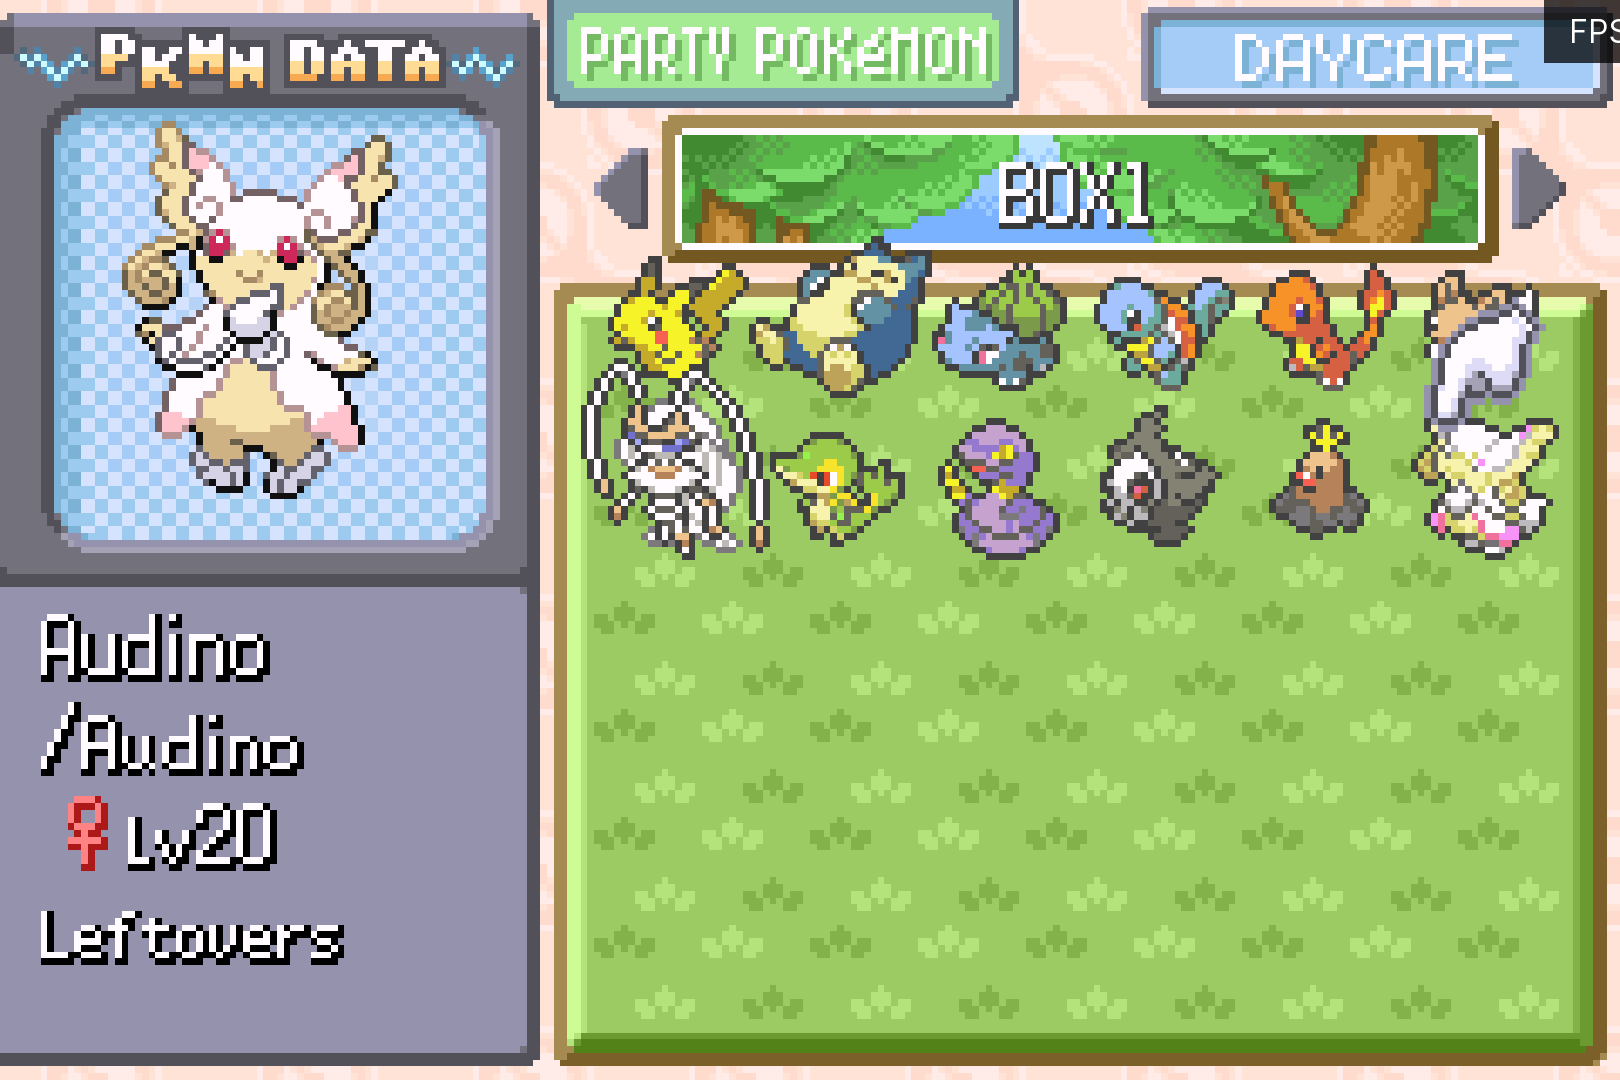 PKMN DATA
PARTY POKéMON
DAYCARE
FPS
BOX1
Audino
/Audino
♀ Lv20
Leftovers